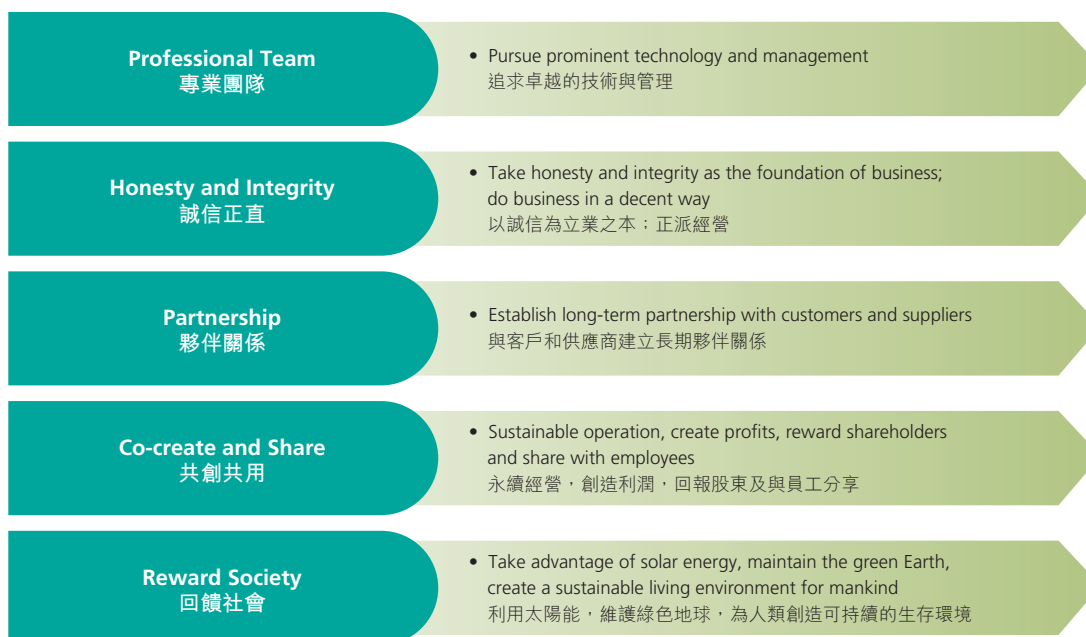 Professional Team
專業團隊
• Pursue prominent technology and management
追求卓越的技術與管理
Honesty and Integrity
誠信正直
• Take honesty and integrity as the foundation of business;
do business in a decent way
以誠信為立業之本；正派經營
Partnership
夥伴關係
• Establish long-term partnership with customers and suppliers
與客戶和供應商建立長期夥伴關係
Co-create and Share
共創共用
• Sustainable operation, create profits, reward shareholders
and share with employees
永續經營，創造利潤，回報股東及與員工分享
Reward Society
回饋社會
• Take advantage of solar energy, maintain the green Earth,
create a sustainable living environment for mankind
利用太陽能，維護綠色地球，為人類創造可持續的生存環境